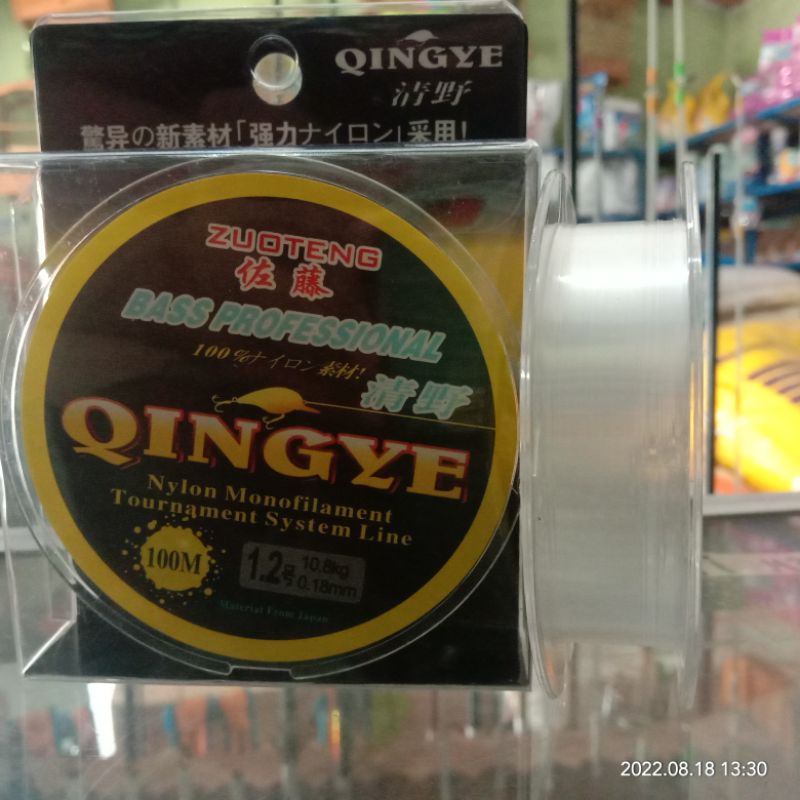 QINGYE
清野
驚异の新素材「强力ナイロン」采用!
ZUOTENG
佐藤
BASS PROFESSIONAL
100%ナイロン素材!
清野
QINGYE
Nylon Monofilament
Tournament System Line
100M
1.2号
10.8kg
0.18mm
Material From Japan
2022.08.18 13:30